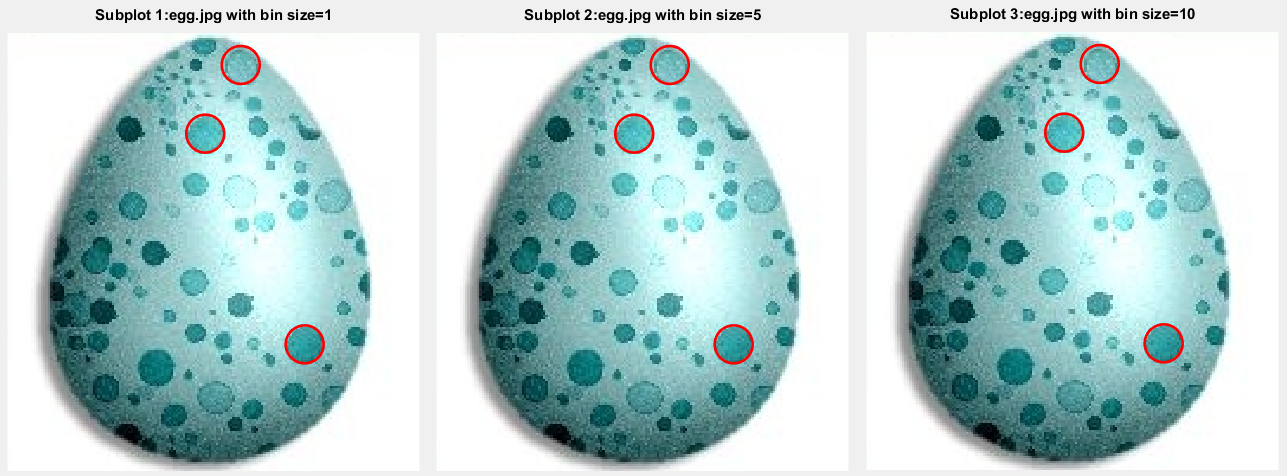 Subplot 1:egg.jpg with bin size=1
Subplot 2:egg.jpg with bin size=5
Subplot 3:egg.jpg with bin size=10